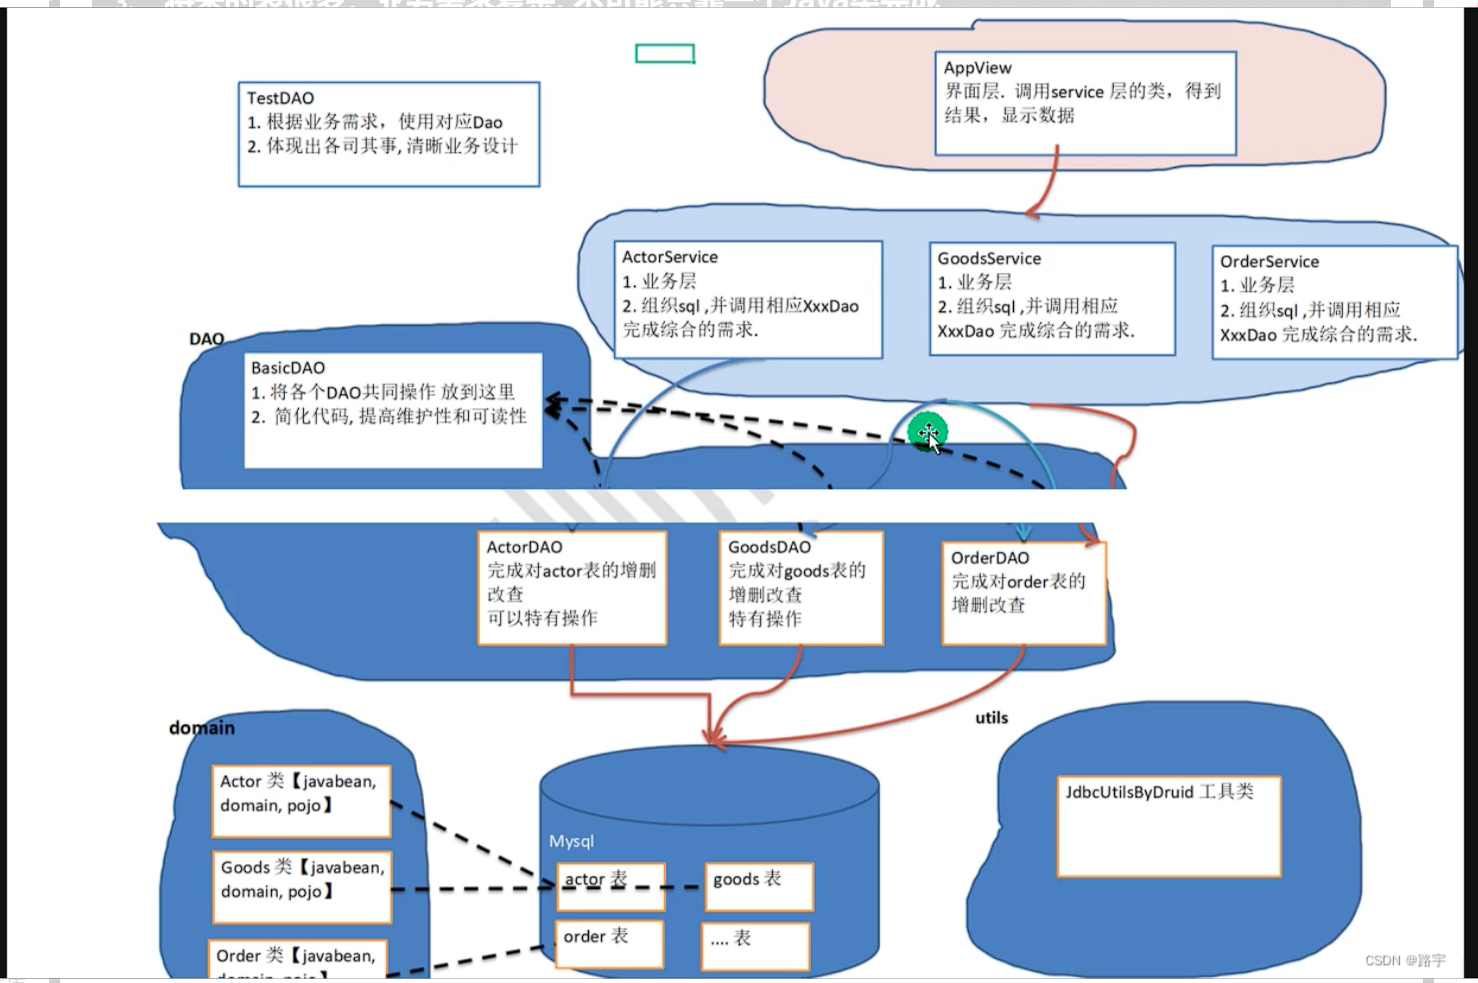 TestDAO
1. 根据业务需求，使用对应Dao
2. 体现出各司其事, 清晰业务设计
AppView
界面层. 调用service 层的类，得到
结果，显示数据
ActorService
1. 业务层
2. 组织sql ,并调用相应XxxDao
完成综合的需求.
GoodsService
1. 业务层
2. 组织sql ,并调用相应
XxxDao 完成综合的需求.
OrderService
1. 业务层
2. 组织sql ,并调用相应
XxxDao 完成综合的需求.
DAO
BasicDAO
1. 将各个DAO共同操作 放到这里
2. 简化代码, 提高维护性和可读性
ActorDAO
完成对actor表的增删
改查
可以特有操作
GoodsDAO
完成对goods表的
增删改查
特有操作
OrderDAO
完成对order表的
增删改查
domain
Actor 类【javabean,
domain, pojo】
Goods 类【javabean,
domain, pojo】
Order 类【javabean,
domain, pojo】
Mysql
actor 表
goods 表
order 表
.... 表
utils
JdbcUtilsByDruid 工具类
CSDN @路宇